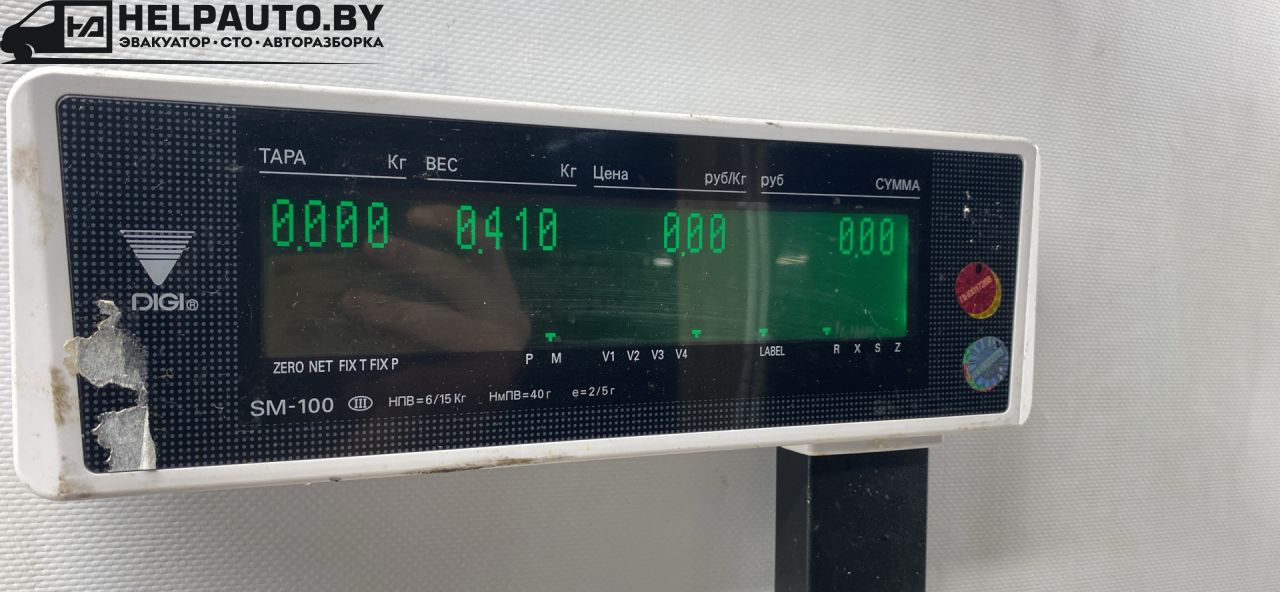 HELPAUTO.BY
ЭВАКУАТОР·СТО·АВТОРАЗБОРКА
ТАРА Кг ВЕС Кг Цена руб/Кг руб СУММА
0.000 0.410 0.00 0.00
DIGI®
ZERO NET FIX T FIX P P M V1 V2 V3 V4 LABEL R X S Z
SM-100 III НПВ=6/15 Кг НмПВ=40 г e=2/5 г